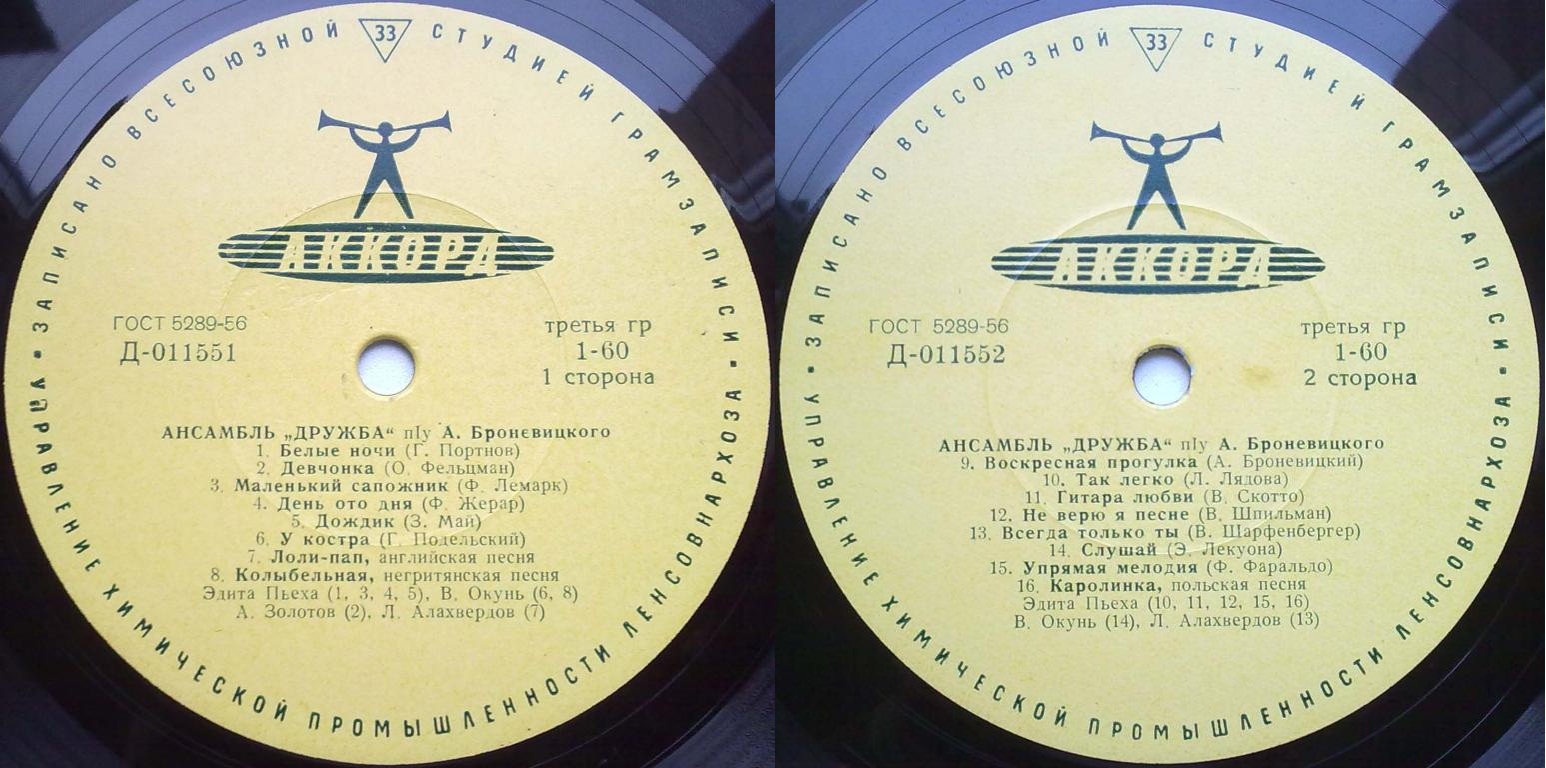 ЗАПИСАНО ВСЕСОЮЗНОЙ 33 СТУДИЕЙ ГРАМЗАПИСИ
АККОРД
ГОСТ 5289-56
Д-011551
третья гр
1-60
1 сторона
АНСАМБЛЬ „ДРУЖБА“ п|у А. Броневицкого
1. Белые ночи (Г. Портнов)
2. Девчонка (О. Фельцман)
3. Маленький сапожник (Ф. Лемарк)
4. День ото дня (Ф. Жерар)
5. Дождик (З. Май)
6. У костра (Г. Подельский)
7. Лоли-пап, английская песня
8. Колыбельная, негритянская песня
Эдита Пьеха (1, 3, 4, 5), В. Окунь (6, 8)
А. Золотов (2), Л. Алахвердов (7)
УПРАВЛЕНИЕ ХИМИЧЕСКОЙ ПРОМЫШЛЕННОСТИ ЛЕНСОВНАРХОЗА
ЗАПИСАНО ВСЕСОЮЗНОЙ 33 СТУДИЕЙ ГРАМЗАПИСИ
АККОРД
ГОСТ 5289-56
Д-011552
третья гр
1-60
2 сторона
АНСАМБЛЬ „ДРУЖБА“ п|у А. Броневицкого
9. Воскресная прогулка (А. Броневицкий)
10. Так легко (Л. Лядова)
11. Гитара любви (В. Скотто)
12. Не верю я песне (В. Шпильман)
13. Всегда только ты (В. Шарфенбергер)
14. Слушай (Э. Лекуона)
15. Упрямая мелодия (Ф. Фаральдо)
16. Каролинка, польская песня
Эдита Пьеха (10, 11, 12, 15, 16)
В. Окунь (14), Л. Алахвердов (13)
УПРАВЛЕНИЕ ХИМИЧЕСКОЙ ПРОМЫШЛЕННОСТИ ЛЕНСОВНАРХОЗА